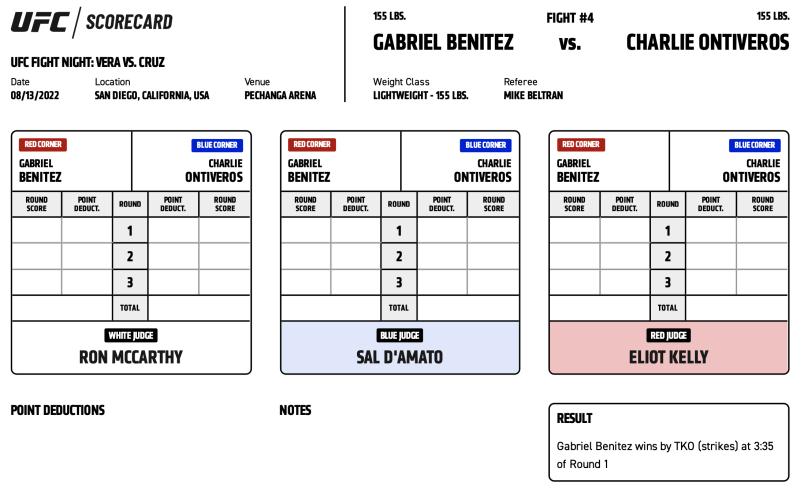 UFC SCORECARD
UFC FIGHT NIGHT: VERA VS. CRUZ
Date Location Venue
08/13/2022 SAN DIEGO, CALIFORNIA, USA PECHANGA ARENA
155 LBS. FIGHT #4 155 LBS.
GABRIEL BENITEZ VS. CHARLIE ONTIVEROS
Weight Class Referee
LIGHTWEIGHT - 155 LBS. MIKE BELTRAN
RED CORNER BLUE CORNER
GABRIEL CHARLIE
BENITEZ ONTIVEROS
ROUND POINT ROUND POINT ROUND
SCORE DEDUCT. DEDUCT. SCORE
1
2
3
TOTAL
WHITE JUDGE
RON MCCARTHY
RED CORNER BLUE CORNER
GABRIEL CHARLIE
BENITEZ ONTIVEROS
ROUND POINT ROUND POINT ROUND
SCORE DEDUCT. DEDUCT. SCORE
1
2
3
TOTAL
BLUE JUDGE
SAL D'AMATO
RED CORNER BLUE CORNER
GABRIEL CHARLIE
BENITEZ ONTIVEROS
ROUND POINT ROUND POINT ROUND
SCORE DEDUCT. DEDUCT. SCORE
1
2
3
TOTAL
RED JUDGE
ELIOT KELLY
POINT DEDUCTIONS
NOTES
RESULT
Gabriel Benitez wins by TKO (strikes) at 3:35
of Round 1